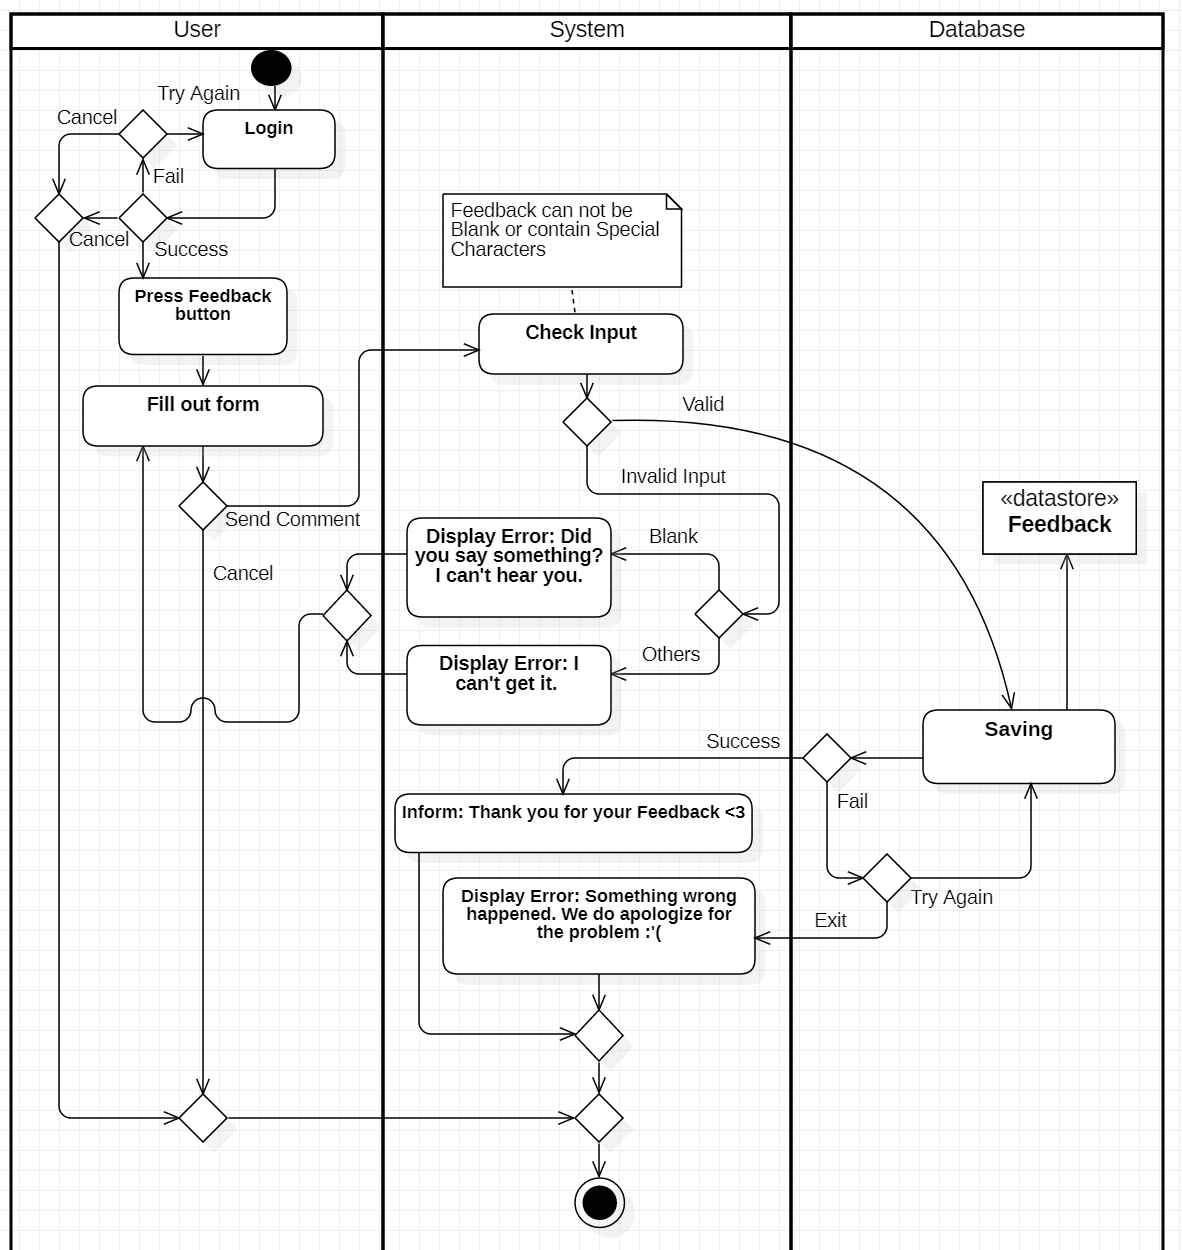 User
System
Database
Try Again
Cancel
Login
Fail
Cancel
Success
Feedback can not be
Blank or contain Special
Characters
Press Feedback
button
Check Input
Fill out form
Valid
Invalid Input
Send Comment
Cancel
«datastore»
Feedback
Display Error: Did
you say something?
I can't hear you.
Blank
Others
Display Error: I
can't get it.
Saving
Success
Fail
Inform: Thank you for your Feedback <3
Display Error: Something wrong
happened. We do apologize for
the problem :'(
Try Again
Exit